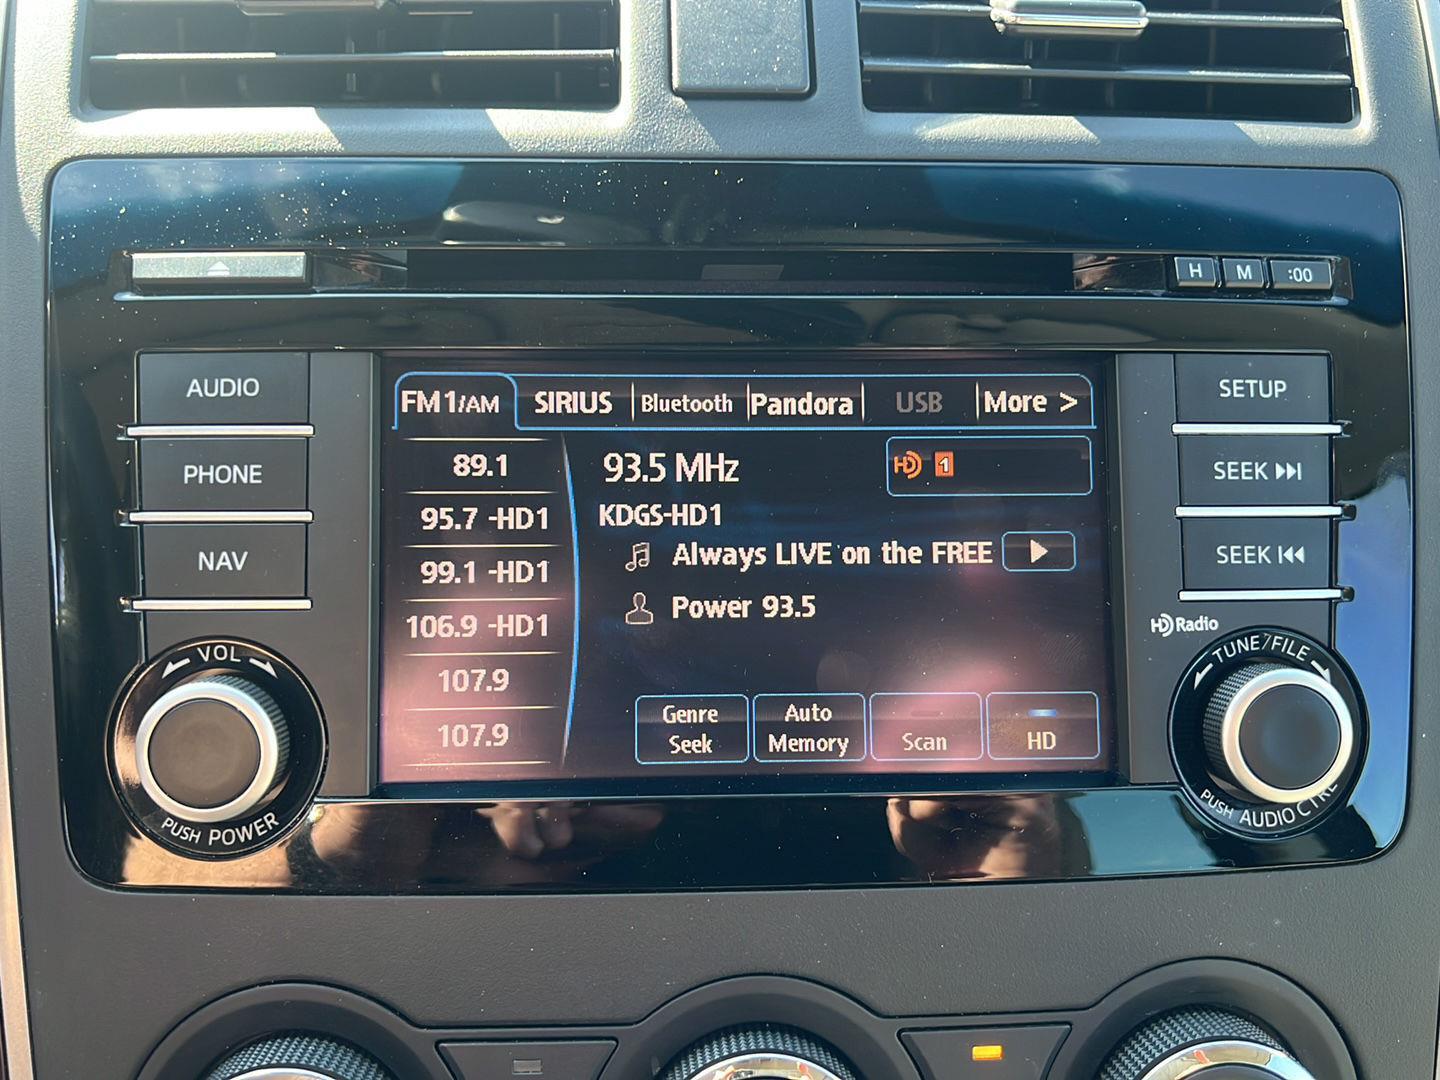 H M :00
AUDIO
PHONE
NAV
VOL
PUSH POWER
FM1/AM SIRIUS Bluetooth Pandora USB More >
89.1
95.7 -HD1
99.1 -HD1
106.9 -HD1
107.9
107.9
93.5 MHz
HD 1
KDGS-HD1
Always LIVE on the FREE
Power 93.5
Genre Seek
Auto Memory
Scan
HD
SETUP
SEEK
SEEK
HD Radio
TUNE/FILE
PUSH AUDIO CTRL